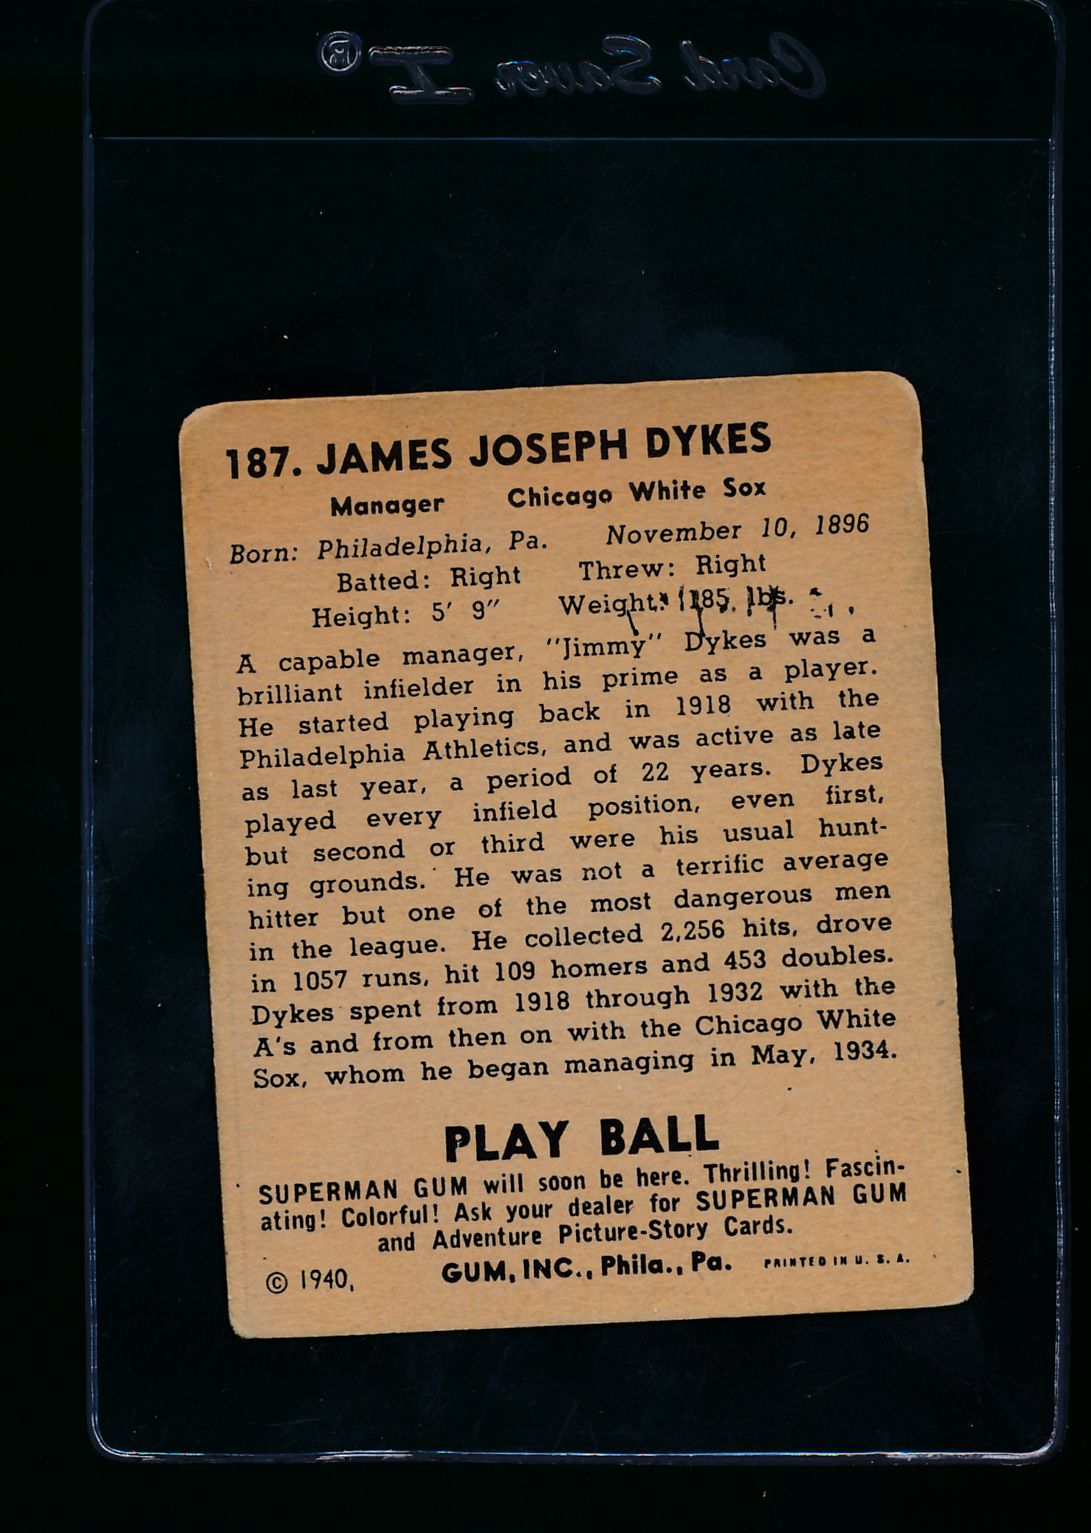 Card Saver I ®
187. JAMES JOSEPH DYKES
Manager Chicago White Sox
Born: Philadelphia, Pa. November 10, 1896
Batted: Right Threw: Right
Height: 5' 9" Weight: 185 lbs.
A capable manager, "Jimmy" Dykes was a
brilliant infielder in his prime as a player.
He started playing back in 1918 with the
Philadelphia Athletics, and was active as late
as last year, a period of 22 years. Dykes
played every infield position, even first,
but second or third were his usual hunt-
ing grounds. He was not a terrific average
hitter but one of the most dangerous men
in the league. He collected 2,256 hits, drove
in 1057 runs, hit 109 homers and 453 doubles.
Dykes spent from 1918 through 1932 with the
A's and from then on with the Chicago White
Sox, whom he began managing in May, 1934.
PLAY BALL
SUPERMAN GUM will soon be here. Thrilling! Fascin-
ating! Colorful! Ask your dealer for SUPERMAN GUM
and Adventure Picture-Story Cards.
© 1940, GUM, INC., Phila., Pa. PRINTED IN U. S. A.